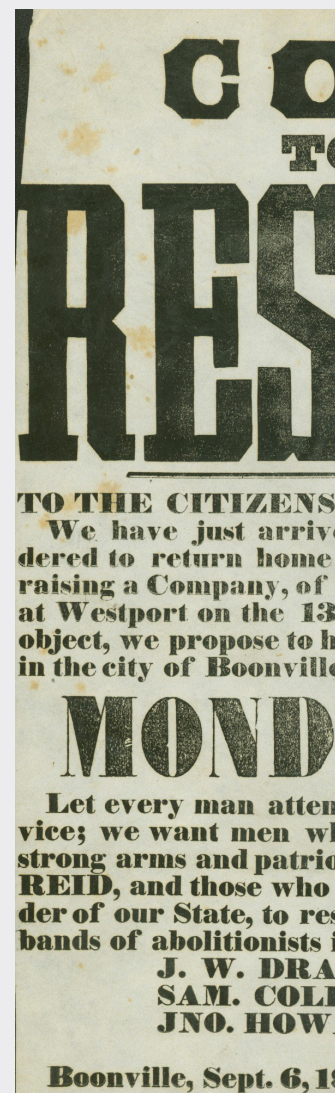 CO
TO
RES
TO THE CITIZENS
We have just arrive
dered to return home
raising a Company, of
at Westport on the 13
object, we propose to h
in the city of Boonville
MOND
Let every man atten
vice; we want men wh
strong arms and patrio
REID, and those who
der of our State, to res
bands of abolitionists i
J. W. DRA
SAM. COLL
JNO. HOW
Boonville, Sept. 6, 18